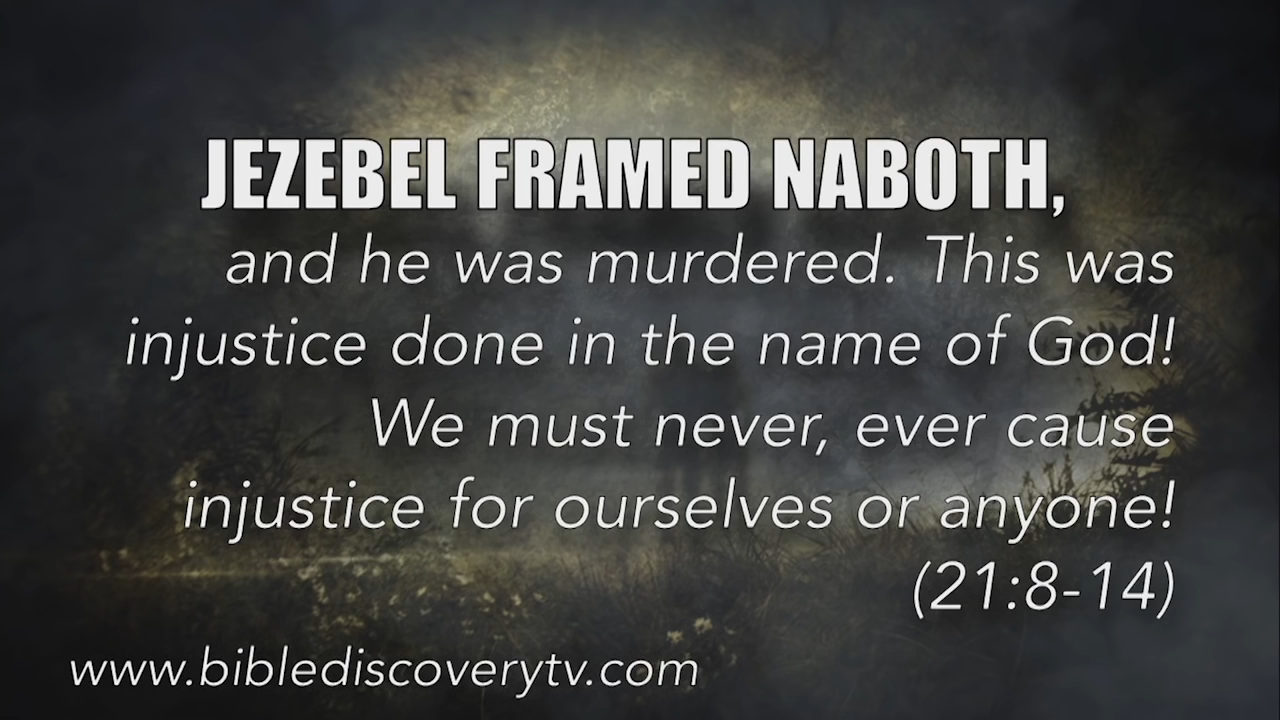 JEZEBEL FRAMED NABOTH,
and he was murdered. This was
injustice done in the name of God!
We must never, ever cause
injustice for ourselves or anyone!
(21:8-14)
www.biblediscoverytv.com